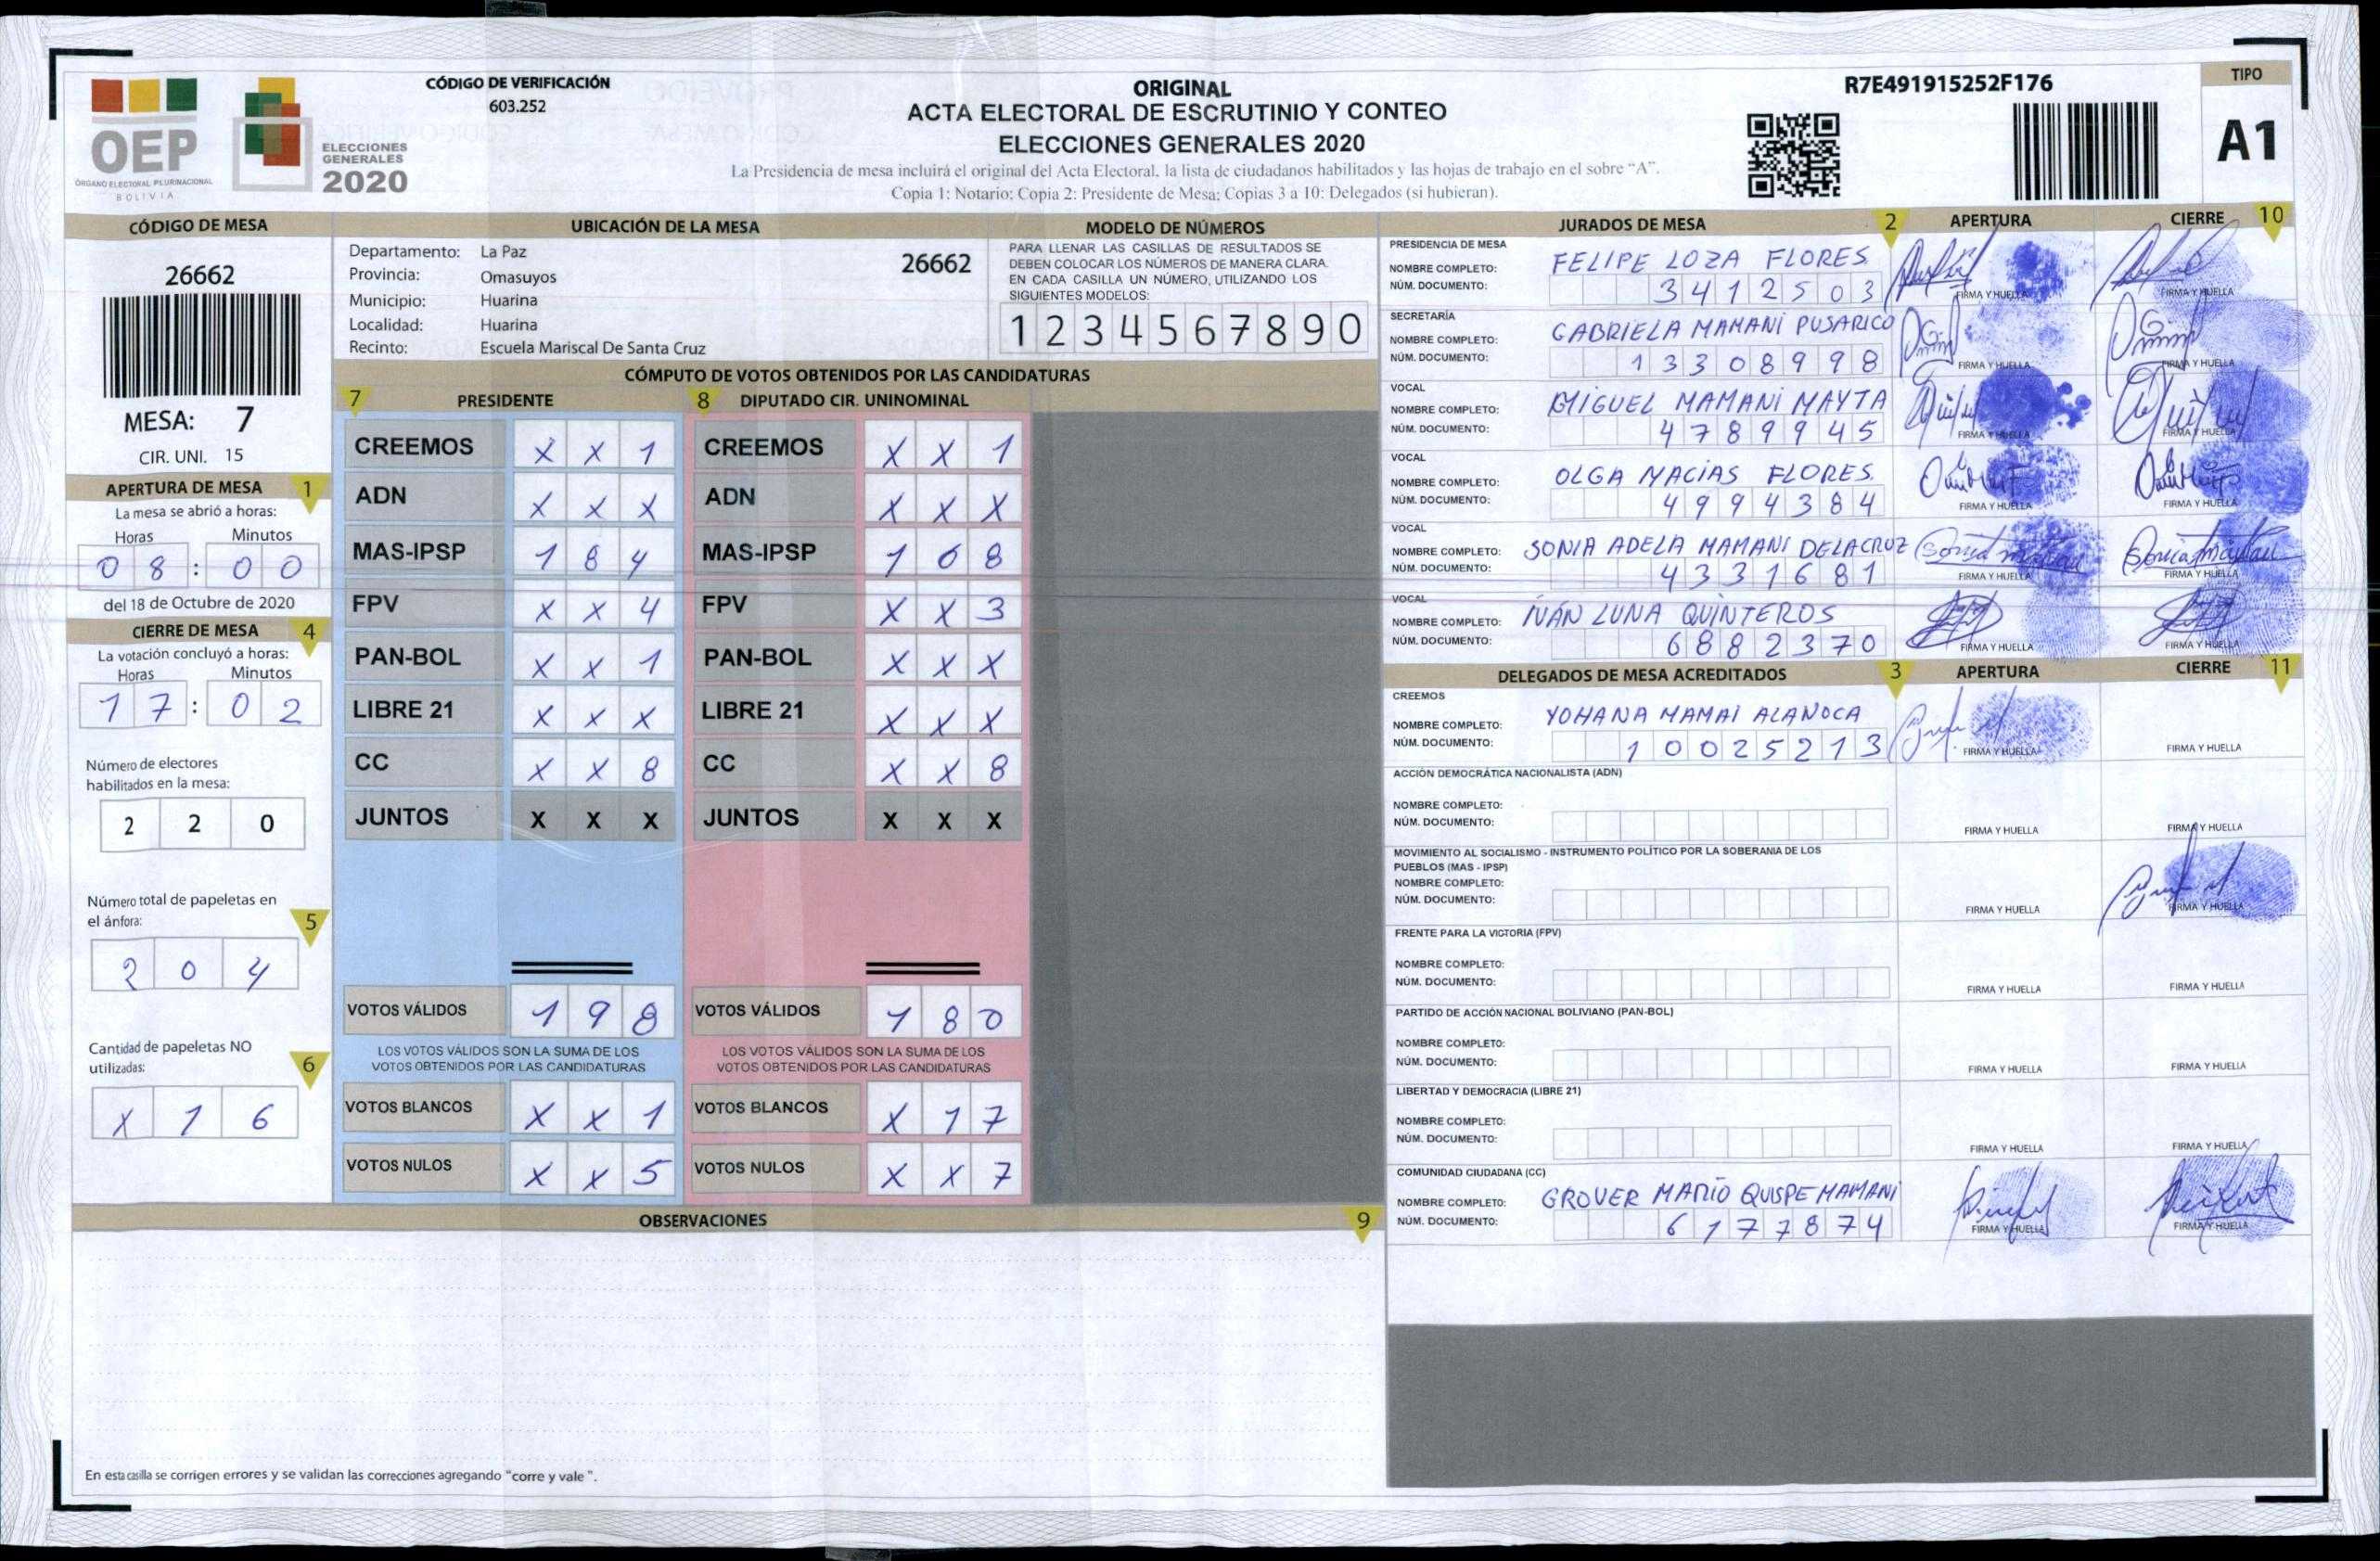 OEP
ÓRGANO ELECTORAL PLURINACIONAL
BOLIVIA
ELECCIONES
GENERALES
2020
CÓDIGO DE VERIFICACIÓN
603.252
ORIGINAL
ACTA ELECTORAL DE ESCRUTINIO Y CONTEO
ELECCIONES GENERALES 2020
La Presidencia de mesa incluirá el original del Acta Electoral, la lista de ciudadanos habilitados y las hojas de trabajo en el sobre “A”.
Copia 1: Notario; Copia 2: Presidente de Mesa; Copias 3 a 10: Delegados (si hubieran).
R7E491915252F176
TIPO
A1
CÓDIGO DE MESA
26662
MESA: 7
CIR. UNI. 15
APERTURA DE MESA 1
La mesa se abrió a horas:
Horas Minutos
0 8 : 0 0
del 18 de Octubre de 2020
CIERRE DE MESA 4
La votación concluyó a horas:
Horas Minutos
1 7 : 0 2
Número de electores
habilitados en la mesa:
2 2 0
Número total de papeletas en
el ánfora: 5
2 0 4
Cantidad de papeletas NO
utilizadas: 6
X 1 6
UBICACIÓN DE LA MESA
Departamento: La Paz 26662
Provincia: Omasuyos
Municipio: Huarina
Localidad: Huarina
Recinto: Escuela Mariscal De Santa Cruz
MODELO DE NÚMEROS
PARA LLENAR LAS CASILLAS DE RESULTADOS SE
DEBEN COLOCAR LOS NÚMEROS DE MANERA CLARA.
EN CADA CASILLA UN NÚMERO, UTILIZANDO LOS
SIGUIENTES MODELOS:
1 2 3 4 5 6 7 8 9 0
CÓMPUTO DE VOTOS OBTENIDOS POR LAS CANDIDATURAS
7 PRESIDENTE 8 DIPUTADO CIR. UNINOMINAL
CREEMOS X X 1 CREEMOS X X 1
ADN X X X ADN X X X
MAS-IPSP 1 8 4 MAS-IPSP 1 6 8
FPV X X 4 FPV X X 3
PAN-BOL X X 1 PAN-BOL X X X
LIBRE 21 X X X LIBRE 21 X X X
CC X X 8 CC X X 8
JUNTOS X X X JUNTOS X X X
VOTOS VÁLIDOS 1 9 8 VOTOS VÁLIDOS 1 8 0
LOS VOTOS VÁLIDOS SON LA SUMA DE LOS LOS VOTOS VÁLIDOS SON LA SUMA DE LOS
VOTOS OBTENIDOS POR LAS CANDIDATURAS VOTOS OBTENIDOS POR LAS CANDIDATURAS
VOTOS BLANCOS X X 1 VOTOS BLANCOS X 1 7
VOTOS NULOS X X 5 VOTOS NULOS X X 7
OBSERVACIONES 9
En esta casilla se corrigen errores y se validan las correcciones agregando "corre y vale ".
JURADOS DE MESA 2 APERTURA CIERRE 10
PRESIDENCIA DE MESA
NOMBRE COMPLETO: FELIPE LOZA FLORES
NÚM. DOCUMENTO: 3412503 FIRMA Y HUELLA FIRMA Y HUELLA
SECRETARÍA
NOMBRE COMPLETO: GABRIELA MAMANI PUSARICO
NÚM. DOCUMENTO: 13308998 FIRMA Y HUELLA FIRMA Y HUELLA
VOCAL
NOMBRE COMPLETO: MIGUEL MAMANI MAYTA
NÚM. DOCUMENTO: 4789945 FIRMA Y HUELLA FIRMA Y HUELLA
VOCAL
NOMBRE COMPLETO: OLGA MACIAS FLORES
NÚM. DOCUMENTO: 4994384 FIRMA Y HUELLA FIRMA Y HUELLA
VOCAL
NOMBRE COMPLETO: SONIA ADELA MAMANI DELACRUZ
NÚM. DOCUMENTO: 4331681 FIRMA Y HUELLA FIRMA Y HUELLA
VOCAL
NOMBRE COMPLETO: IVAN LUNA QUINTEROS
NÚM. DOCUMENTO: 6882370 FIRMA Y HUELLA FIRMA Y HUELLA
DELEGADOS DE MESA ACREDITADOS 3 APERTURA CIERRE 11
CREEMOS
NOMBRE COMPLETO: YOHANA MAMAI ALANOCA
NÚM. DOCUMENTO: 10025213 FIRMA Y HUELLA FIRMA Y HUELLA
ACCIÓN DEMOCRÁTICA NACIONALISTA (ADN)
NOMBRE COMPLETO:
NÚM. DOCUMENTO: FIRMA Y HUELLA FIRMA Y HUELLA
MOVIMIENTO AL SOCIALISMO - INSTRUMENTO POLÍTICO POR LA SOBERANIA DE LOS
PUEBLOS (MAS - IPSP)
NOMBRE COMPLETO:
NÚM. DOCUMENTO: FIRMA Y HUELLA FIRMA Y HUELLA
FRENTE PARA LA VICTORIA (FPV)
NOMBRE COMPLETO:
NÚM. DOCUMENTO: FIRMA Y HUELLA FIRMA Y HUELLA
PARTIDO DE ACCIÓN NACIONAL BOLIVIANO (PAN-BOL)
NOMBRE COMPLETO:
NÚM. DOCUMENTO: FIRMA Y HUELLA FIRMA Y HUELLA
LIBERTAD Y DEMOCRACIA (LIBRE 21)
NOMBRE COMPLETO:
NÚM. DOCUMENTO: FIRMA Y HUELLA FIRMA Y HUELLA
COMUNIDAD CIUDADANA (CC)
NOMBRE COMPLETO: GROVER MARIO QUISPE MAMANI
NÚM. DOCUMENTO: 6177874 FIRMA Y HUELLA FIRMA Y HUELLA